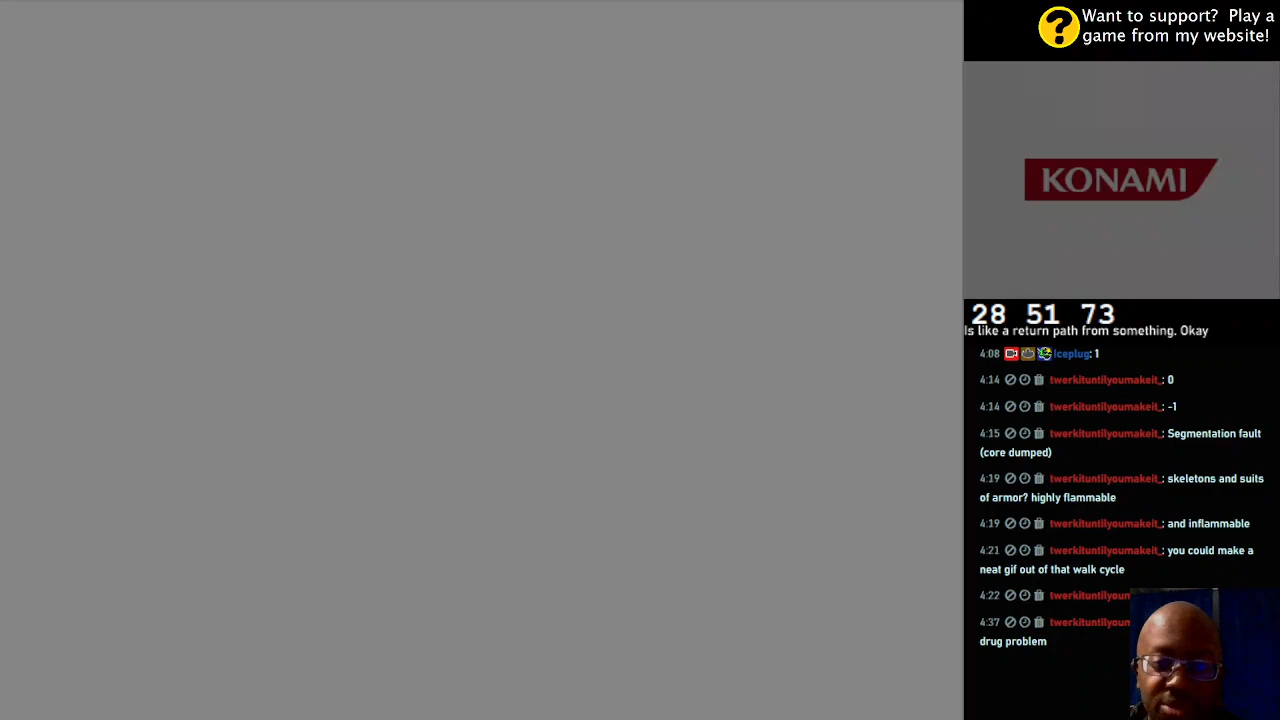 Want to support? Play a
game from my website!
KONAMI
28 51 73
Is like a return path from something. Okay
4:08 Iceplug: 1
4:14 twerkituntilyoumakeit_: 0
4:14 twerkituntilyoumakeit_: -1
4:15 twerkituntilyoumakeit_: Segmentation fault
(core dumped)
4:19 twerkituntilyoumakeit_: skeletons and suits
of armor? highly flammable
4:19 twerkituntilyoumakeit_: and inflammable
4:21 twerkituntilyoumakeit_: you could make a
neat gif out of that walk cycle
4:22 twerkituntilyoum
4:37 twerkituntilyoum
drug problem